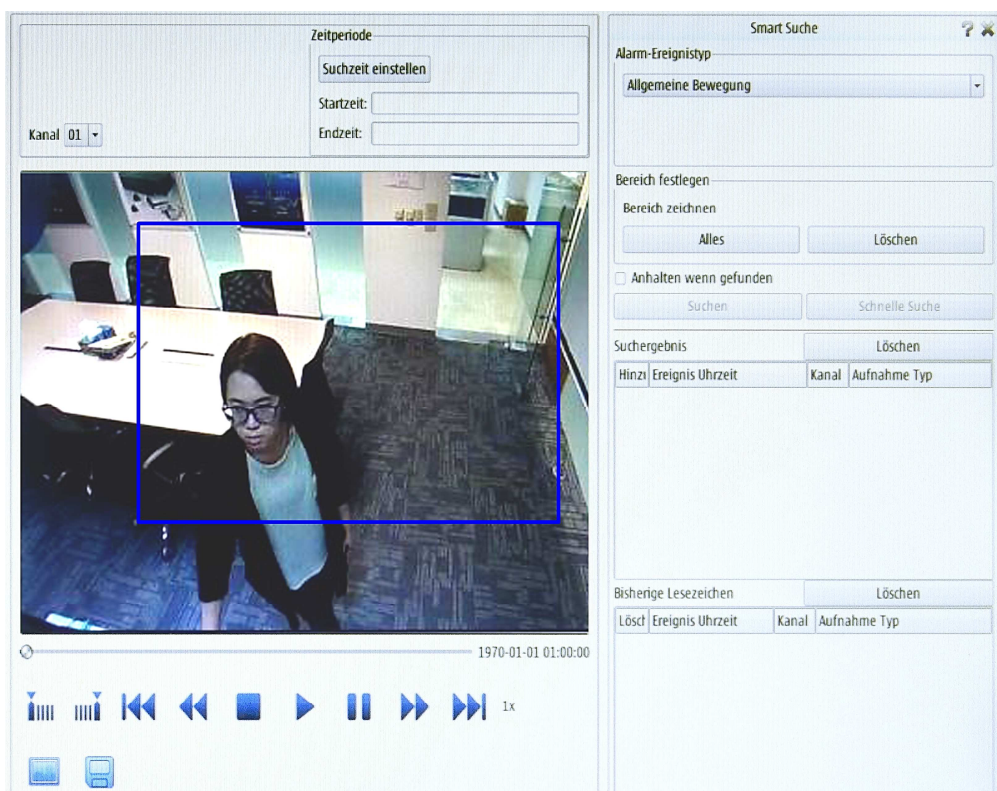 Zeitperiode
Suchzeit einstellen
Startzeit:
Kanal 01
Endzeit:
Smart Suche
Alarm-Ereignistyp
Allgemeine Bewegung
Bereich festlegen
Bereich zeichnen
Alles Löschen
Anhalten wenn gefunden
Suchen Schnelle Suche
Suchergebnis Löschen
Hinzı Ereignis Uhrzeit Kanal Aufnahme Typ
Bisherige Lesezeichen Löschen
Löscł Ereignis Uhrzeit Kanal Aufnahme Typ
1970-01-01 01:00:00
1x